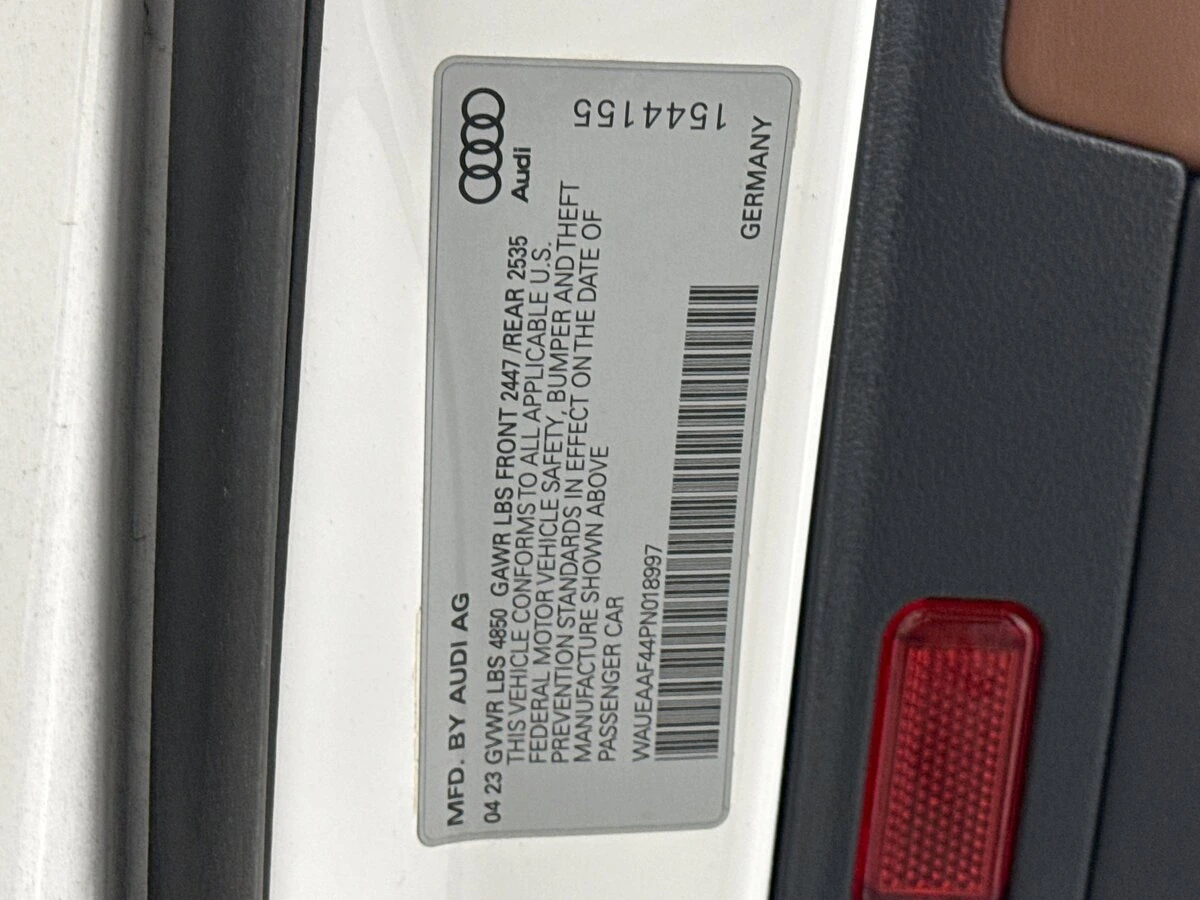 MFD. BY AUDI AG
Audi
04 23 GVWR LBS 4850 GAWR LBS FRONT 2447 /REAR 2535
THIS VEHICLE CONFORMS TO ALL APPLICABLE U.S.
FEDERAL MOTOR VEHICLE SAFETY, BUMPER AND THEFT
PREVENTION STANDARDS IN EFFECT ON THE DATE OF
MANUFACTURE SHOWN ABOVE
PASSENGER CAR
WAUEAAF44PN018997
GERMANY
1544155